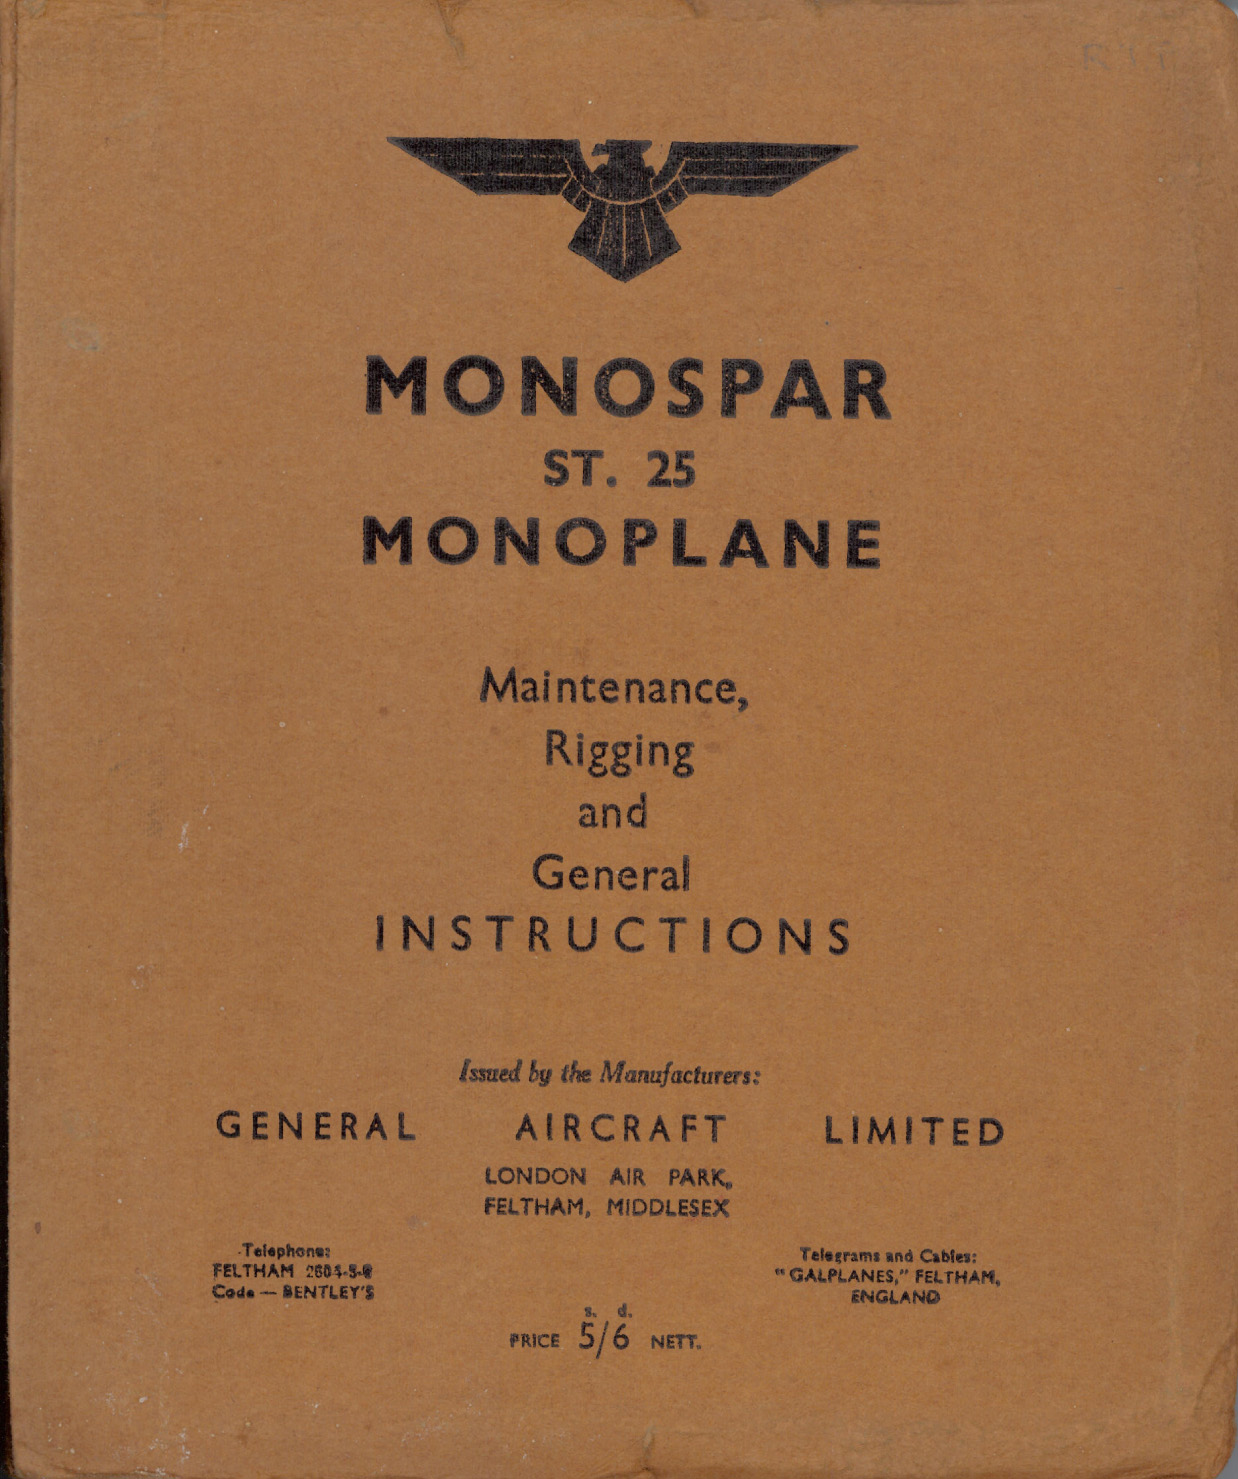 MONOSPAR
ST. 25
MONOPLANE
Maintenance,
Rigging
and
General
INSTRUCTIONS
Issued by the Manufacturers:
GENERAL AIRCRAFT LIMITED
LONDON AIR PARK,
FELTHAM, MIDDLESEX
Telephone:
FELTHAM
Code — BENTLEY'S
Telegrams and Cables:
"GALPLANES," FELTHAM,
ENGLAND
s. d.
PRICE 5/6 NETT.